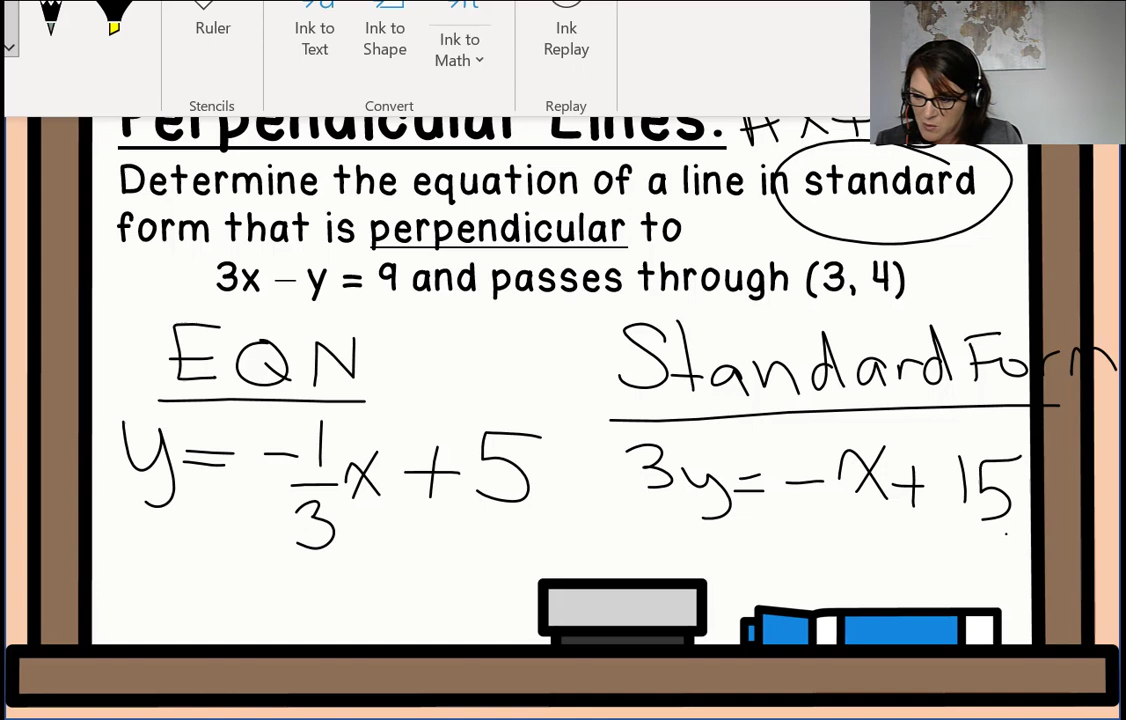 Ruler
Ink to Text
Ink to Shape
Ink to Math
Ink Replay
Stencils
Convert
Replay
Perpendicular Lines:
Determine the equation of a line in standard
form that is perpendicular to
3x – y = 9 and passes through (3, 4)
EQN
Standard Form
y = -1/3 x + 5
3y = - x + 15